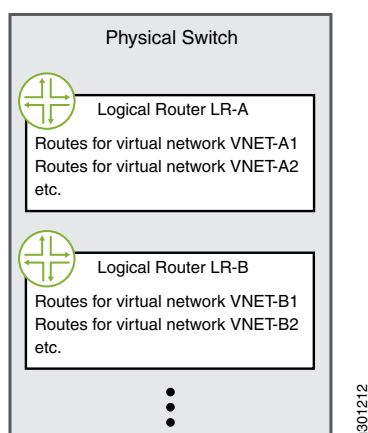 Physical Switch
Logical Router LR-A
Routes for virtual network VNET-A1
Routes for virtual network VNET-A2
etc.
Logical Router LR-B
Routes for virtual network VNET-B1
Routes for virtual network VNET-B2
etc.
301212